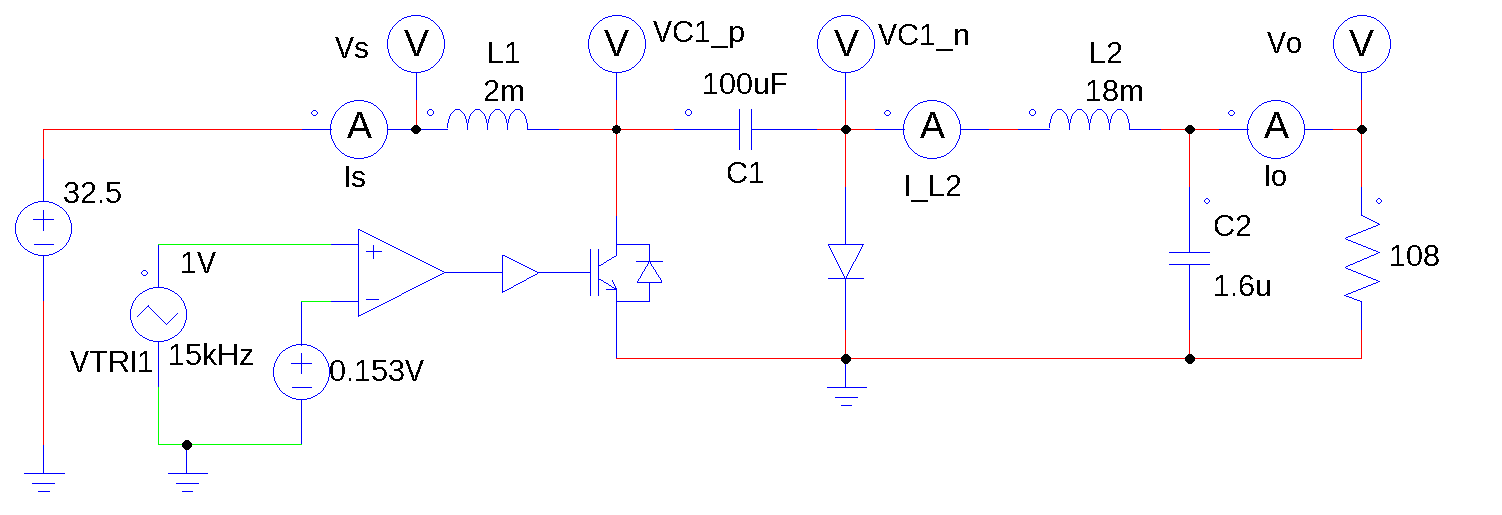 Vs
V
L1
2m
V
VC1_p
100uF
V
VC1_n
L2
18m
Vo
V
A
Is
C1
A
I_L2
A
Io
32.5
+
−
1V
VTRI1
15kHz
+
−
+
−
0.153V
C2
1.6u
108